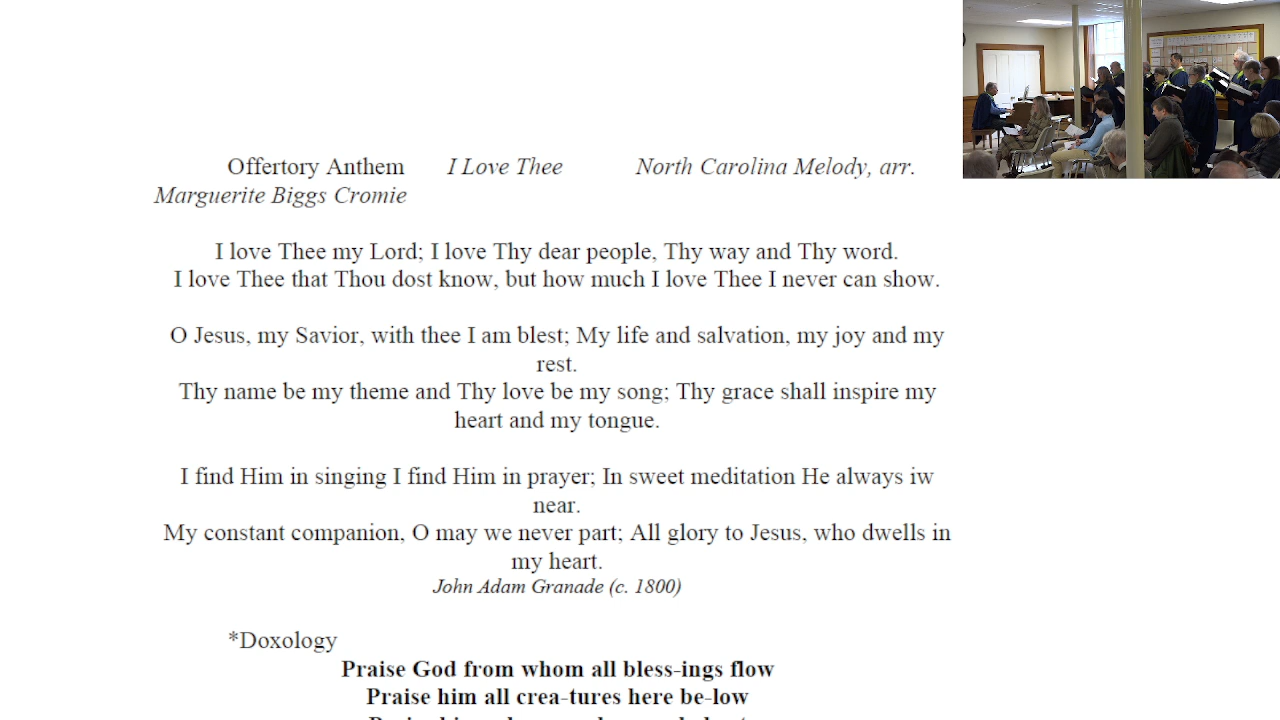 Offertory Anthem I Love Thee North Carolina Melody, arr.
Marguerite Biggs Cromie
I love Thee my Lord; I love Thy dear people, Thy way and Thy word.
I love Thee that Thou dost know, but how much I love Thee I never can show.
O Jesus, my Savior, with thee I am blest; My life and salvation, my joy and my
rest.
Thy name be my theme and Thy love be my song; Thy grace shall inspire my
heart and my tongue.
I find Him in singing I find Him in prayer; In sweet meditation He always iw
near.
My constant companion, O may we never part; All glory to Jesus, who dwells in
my heart.
John Adam Granade (c. 1800)
*Doxology
Praise God from whom all bless-ings flow
Praise him all crea-tures here be-low